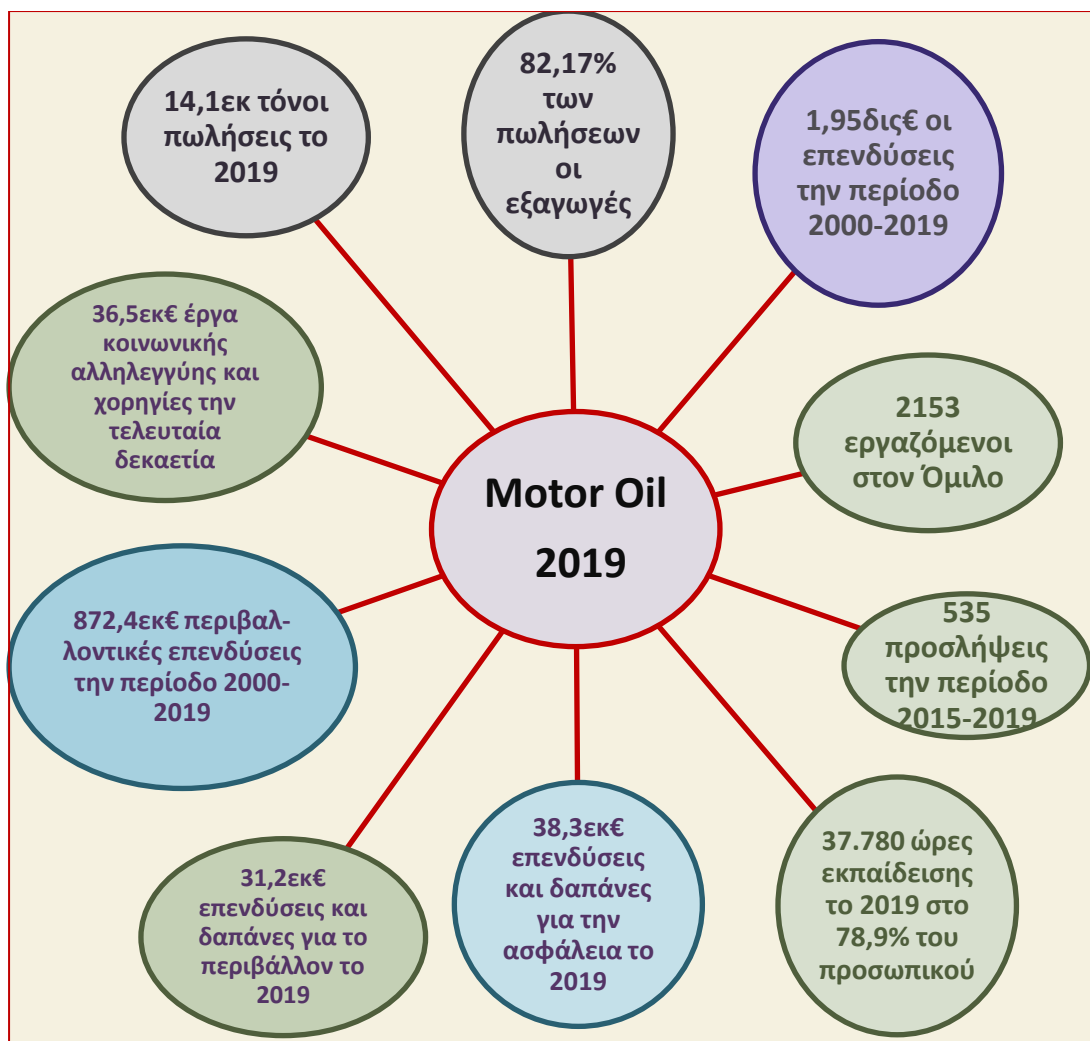 14,1εκ τόνοι
πωλήσεις το
2019
82,17%
των
πωλήσεων
οι
εξαγωγές
1,95δις€ οι
επενδύσεις
την περίοδο
2000-2019
36,5εκ€ έργα
κοινωνικής
αλληλεγγύης και
χορηγίες την
τελευταία
δεκαετία
2153
εργαζόμενοι
στον Όμιλο
Motor Oil
2019
872,4εκ€ περιβαλ-
λοντικές επενδύσεις
την περίοδο 2000-
2019
535
προσλήψεις
την περίοδο
2015-2019
31,2εκ€
επενδύσεις και
δαπάνες για το
περιβάλλον το
2019
38,3εκ€
επενδύσεις
και δαπάνες
για την
ασφάλεια το
2019
37.780 ώρες
εκπαίδεισης
το 2019 στο
78,9% του
προσωπικού